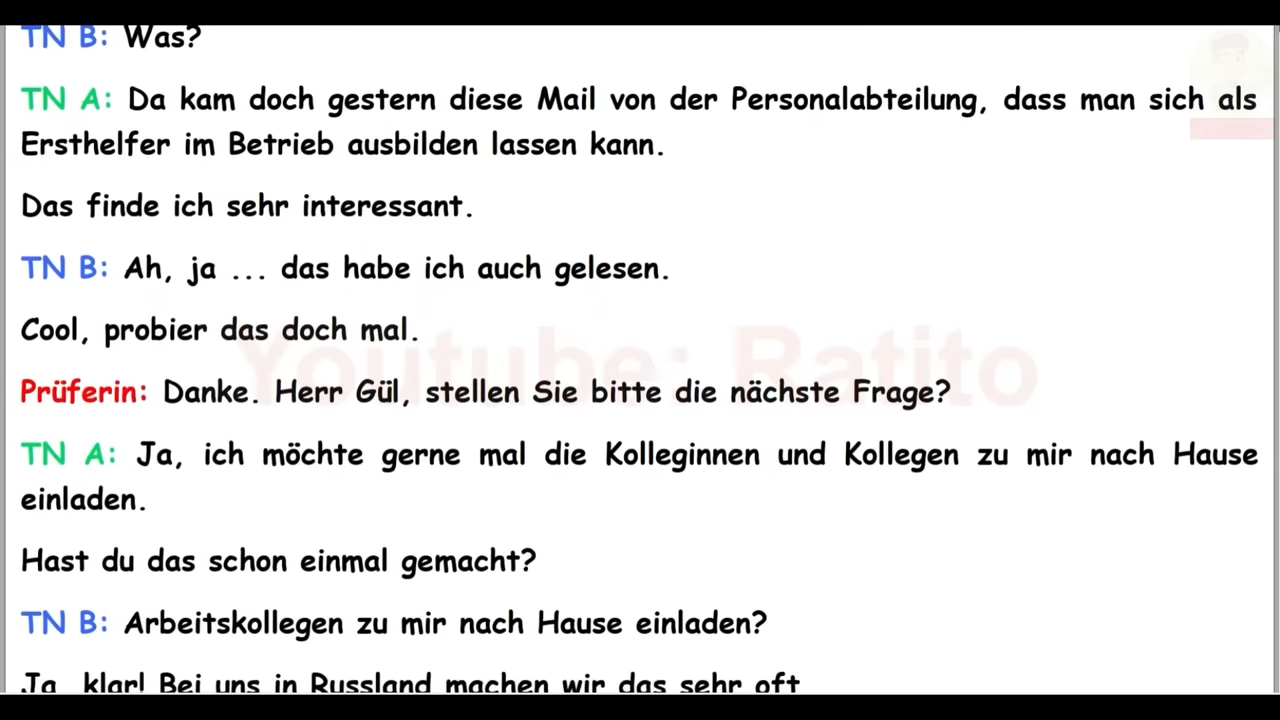 TN B: Was?
TN A: Da kam doch gestern diese Mail von der Personalabteilung, dass man sich als
Ersthelfer im Betrieb ausbilden lassen kann.
Das finde ich sehr interessant.
TN B: Ah, ja ... das habe ich auch gelesen.
Cool, probier das doch mal.
Youtube: Ratito
Prüferin: Danke. Herr Gül, stellen Sie bitte die nächste Frage?
TN A: Ja, ich möchte gerne mal die Kolleginnen und Kollegen zu mir nach Hause
einladen.
Hast du das schon einmal gemacht?
TN B: Arbeitskollegen zu mir nach Hause einladen?
Ja, klar! Bei uns in Russland machen wir das sehr oft